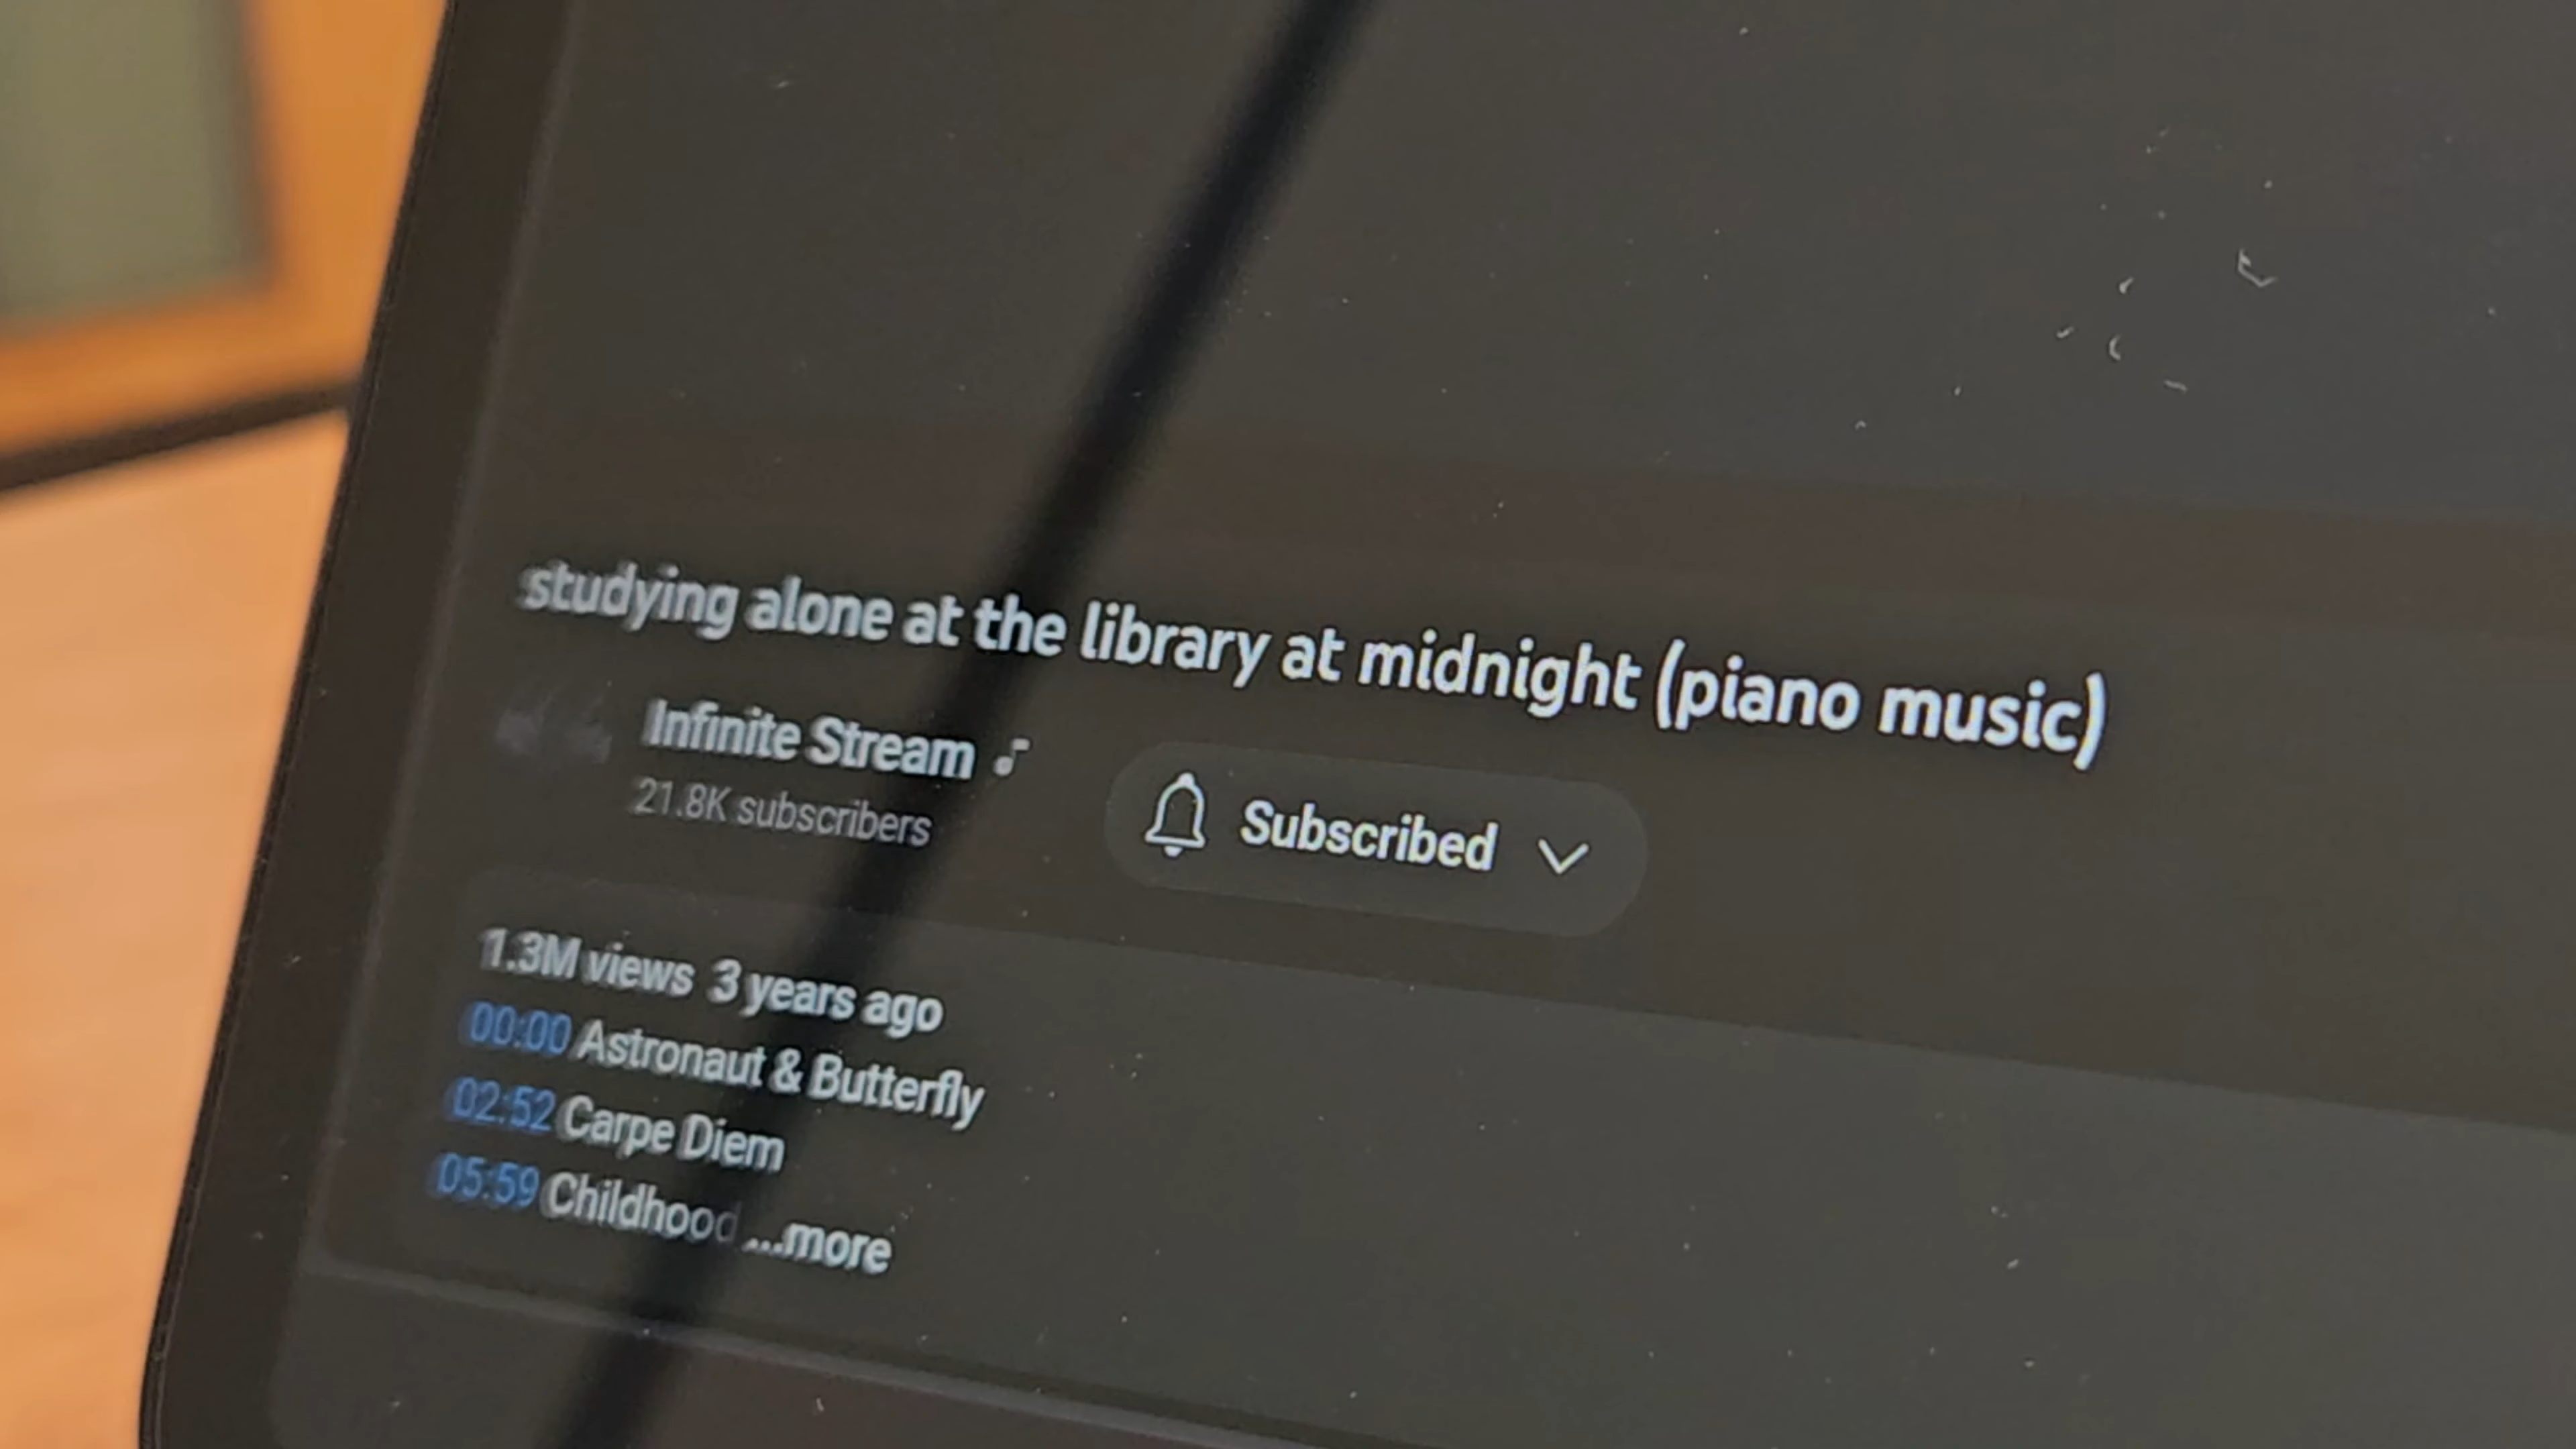 studying alone at the library at midnight (piano music)
Infinite Stream ♪
21.8K subscribers
Subscribed
1.3M views 3 years ago
00:00 Astronaut & Butterfly
02:52 Carpe Diem
05:59 Childhood ...more